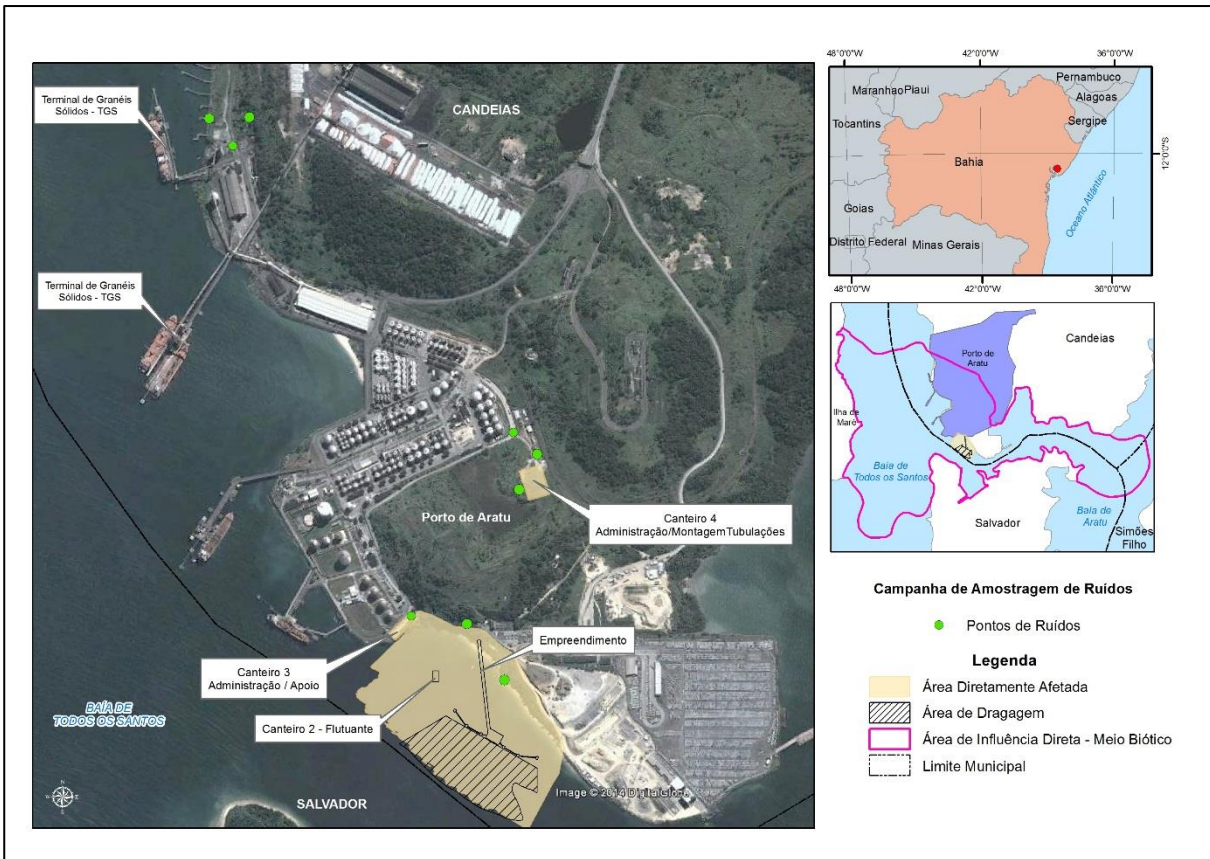 Terminal de Granéis
Sólidos - TGS
CANDEIAS
Terminal de Granéis
Sólidos - TGS
Porto de Aratu
Canteiro 4
Administração/MontagemTubulações
Empreendimento
Canteiro 3
Administração / Apoio
Canteiro 2 - Flutuante
BAÍA DE
TODOS OS SANTOS
SALVADOR
Image © 2014 DigitalGlobe
N
48°0'0"W
42°0'0"W
36°0'0"W
Pernambuco
Maranhao
Piaui
Alagoas
Sergipe
Tocantins
Bahia
12°0'0"S
Goias
Oceano Atlântico
Distrito Federal
Minas Gerais
48°0'0"W
42°0'0"W
36°0'0"W
Candeias
Porto de
Aratu
Ilha de
Maré
Baía de
Todos os Santos
Salvador
Baía de
Aratu
Simões
Filho
Campanha de Amostragem de Ruídos
Pontos de Ruídos
Legenda
Área Diretamente Afetada
Área de Dragagem
Área de Influência Direta - Meio Biótico
Limite Municipal